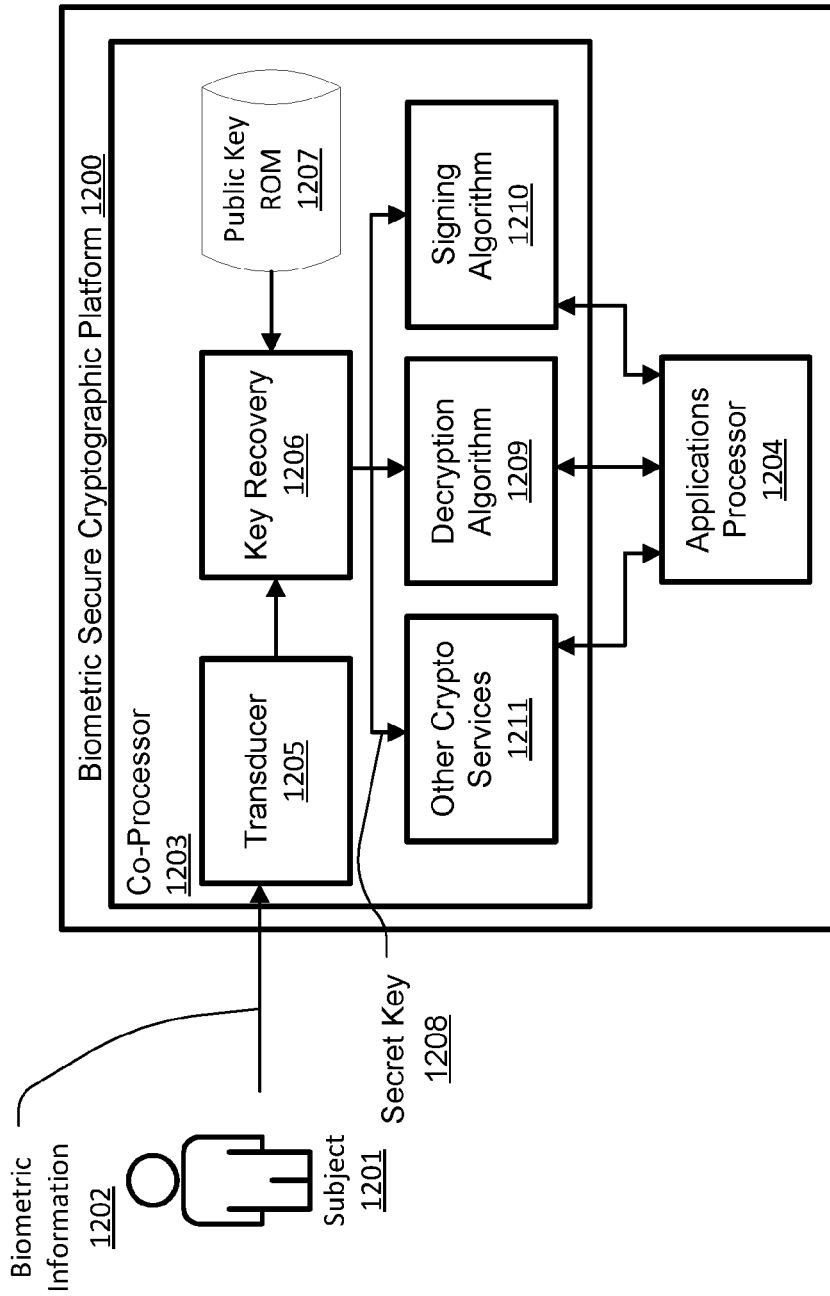 Biometric Secure Cryptographic Platform 1200
Biometric
Information
1202
Subject
1201
Co-Processor
1203
Transducer
1205
Key Recovery
1206
Public Key
ROM
1207
Secret Key
1208
Other Crypto
Services
1211
Decryption
Algorithm
1209
Signing
Algorithm
1210
Applications
Processor
1204